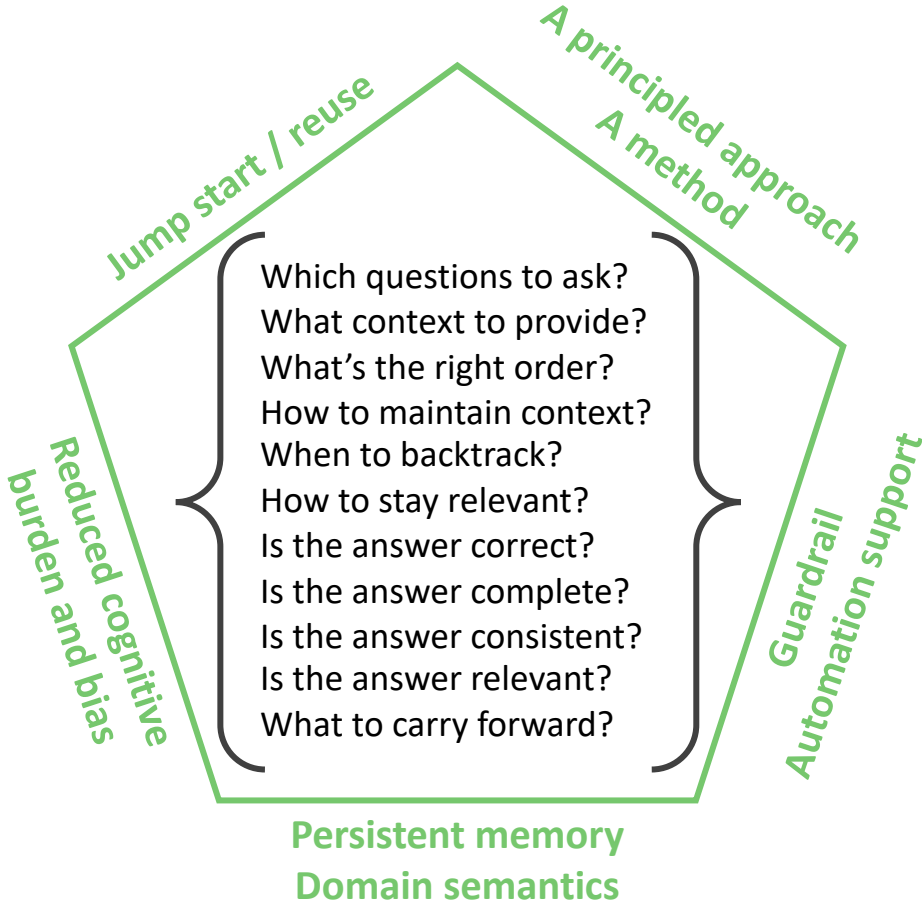 A principled approach
A method
Jump start / reuse
Which questions to ask?
What context to provide?
What’s the right order?
How to maintain context?
When to backtrack?
How to stay relevant?
Is the answer correct?
Is the answer complete?
Is the answer consistent?
Is the answer relevant?
What to carry forward?
Reduced cognitive
burden and bias
Guardrail
Automation support
Persistent memory
Domain semantics